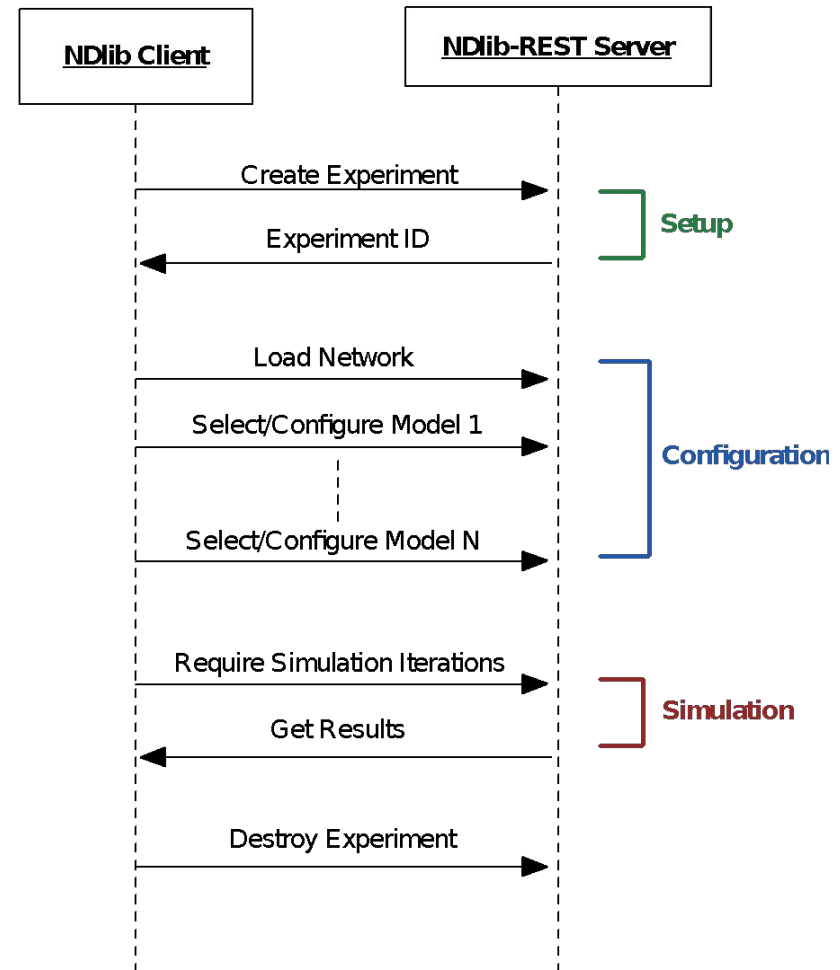 NDlib Client
NDlib-REST Server
Create Experiment
Setup
Experiment ID
Load Network
Select/Configure Model 1
Configuration
Select/Configure Model N
Require Simulation Iterations
Simulation
Get Results
Destroy Experiment